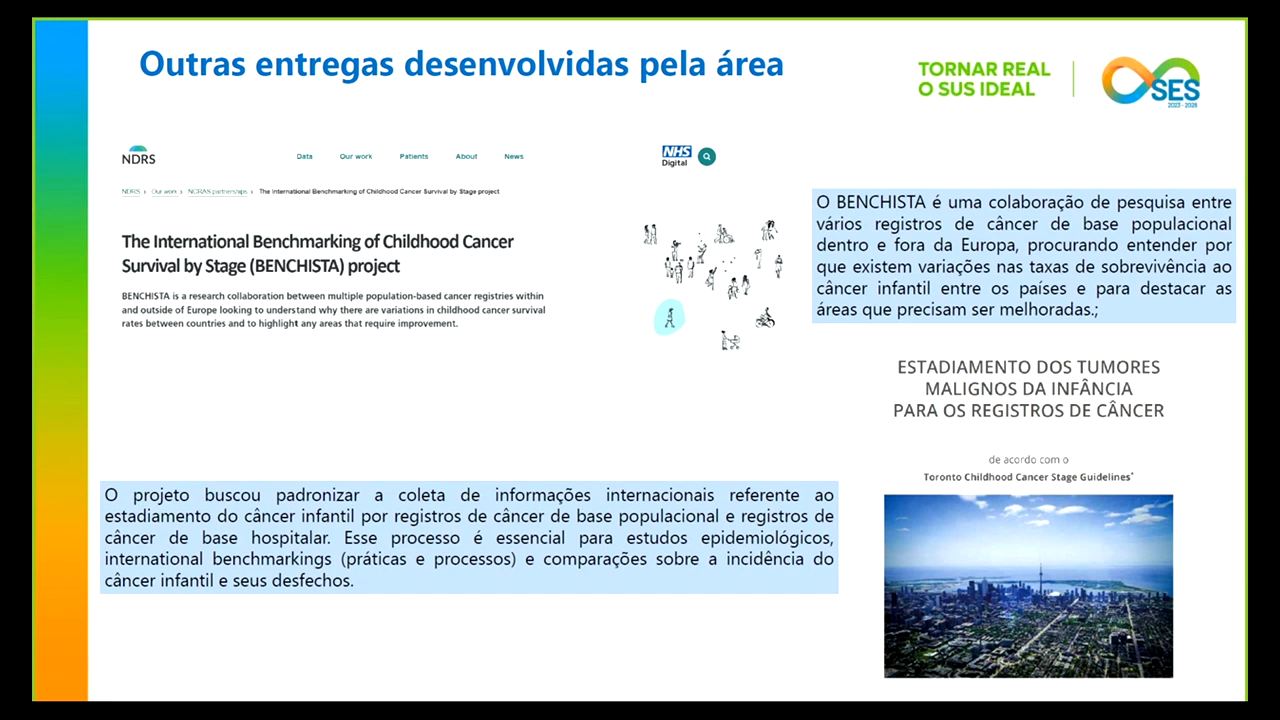 Outras entregas desenvolvidas pela área
TORNAR REAL
O SUS IDEAL
SES
2023 - 2026
NDRS
Data
Our work
Patients
About
News
NHS
Digital
NDRS › Our work › NCRAS partnerships › The International Benchmarking of Childhood Cancer Survival by Stage project
The International Benchmarking of Childhood Cancer
Survival by Stage (BENCHISTA) project
BENCHISTA is a research collaboration between multiple population-based cancer registries within
and outside of Europe looking to understand why there are variations in childhood cancer survival
rates between countries and to highlight any areas that require improvement.
O BENCHISTA é uma colaboração de pesquisa entre
vários registros de câncer de base populacional
dentro e fora da Europa, procurando entender por
que existem variações nas taxas de sobrevivência ao
câncer infantil entre os países e para destacar as
áreas que precisam ser melhoradas.;
ESTADIAMENTO DOS TUMORES
MALIGNOS DA INFÂNCIA
PARA OS REGISTROS DE CÂNCER
de acordo com o
Toronto Childhood Cancer Stage Guidelines*
O projeto buscou padronizar a coleta de informações internacionais referente ao
estadiamento do câncer infantil por registros de câncer de base populacional e registros de
câncer de base hospitalar. Esse processo é essencial para estudos epidemiológicos,
international benchmarkings (práticas e processos) e comparações sobre a incidência do
câncer infantil e seus desfechos.